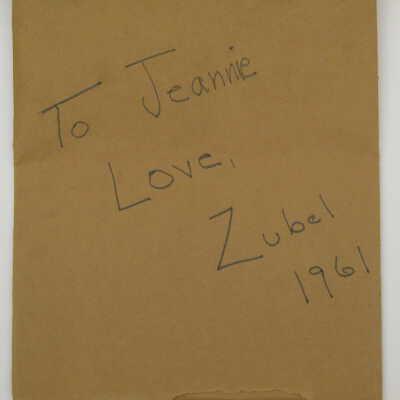 To Jeannie
Love,
Zubel
1961